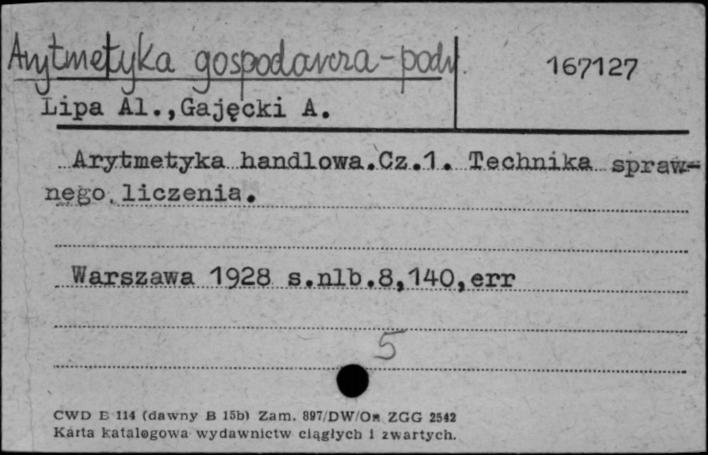 Arytmetyka gospodarcza-podr.
167127
Lipa Al.,Gajęcki A.
Arytmetyka handlowa.Cz.1. Technika spraw-
nego liczenia.
Warszawa 1928 s.nlb.8,140,err
5
CWD E 114 (dawny B 15b) Zam. 897/DW/Om ZGG 2542
Karta katalogowa wydawnictw ciągłych i zwartych.